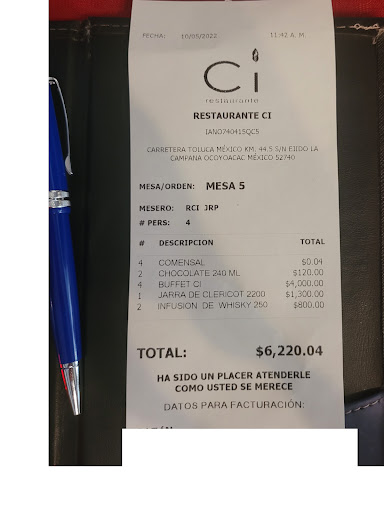 FECHA: 10/05/2022 11:42 A. M.
Ci
restaurante
RESTAURANTE CI
IANO740415QC5
CARRETERA TOLUCA MÉXICO KM. 44.5 S/N EJIDO LA
CAMPANA OCOYOACAC MÉXICO 52740
MESA/ORDEN: MESA 5
MESERO: RCI JRP
# PERS: 4
# DESCRIPCION TOTAL
4 COMENSAL $0.04
2 CHOCOLATE 240 ML $120.00
4 BUFFET CI $4,000.00
1 JARRA DE CLERICOT 2200 $1,300.00
2 INFUSION DE WHISKY 250 $800.00
TOTAL: $6,220.04
HA SIDO UN PLACER ATENDERLE
COMO USTED SE MERECE
DATOS PARA FACTURACIÓN: